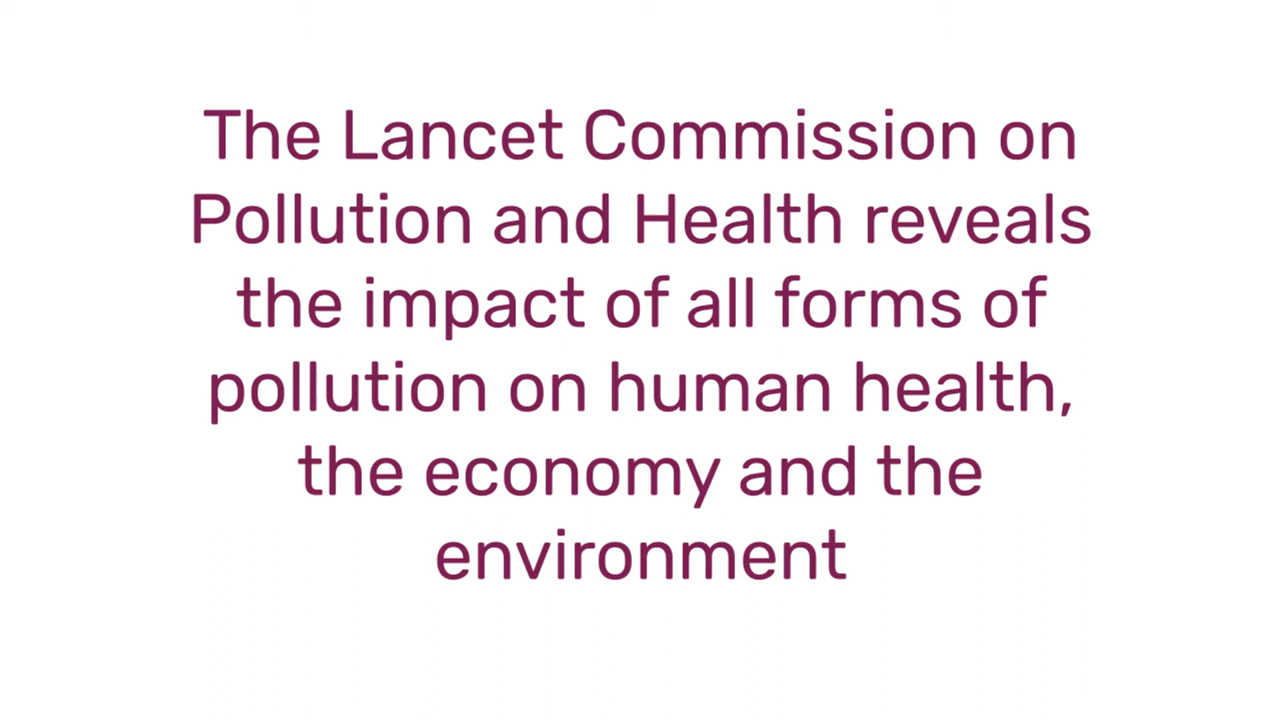 The Lancet Commission on
Pollution and Health reveals
the impact of all forms of
pollution on human health,
the economy and the
environment